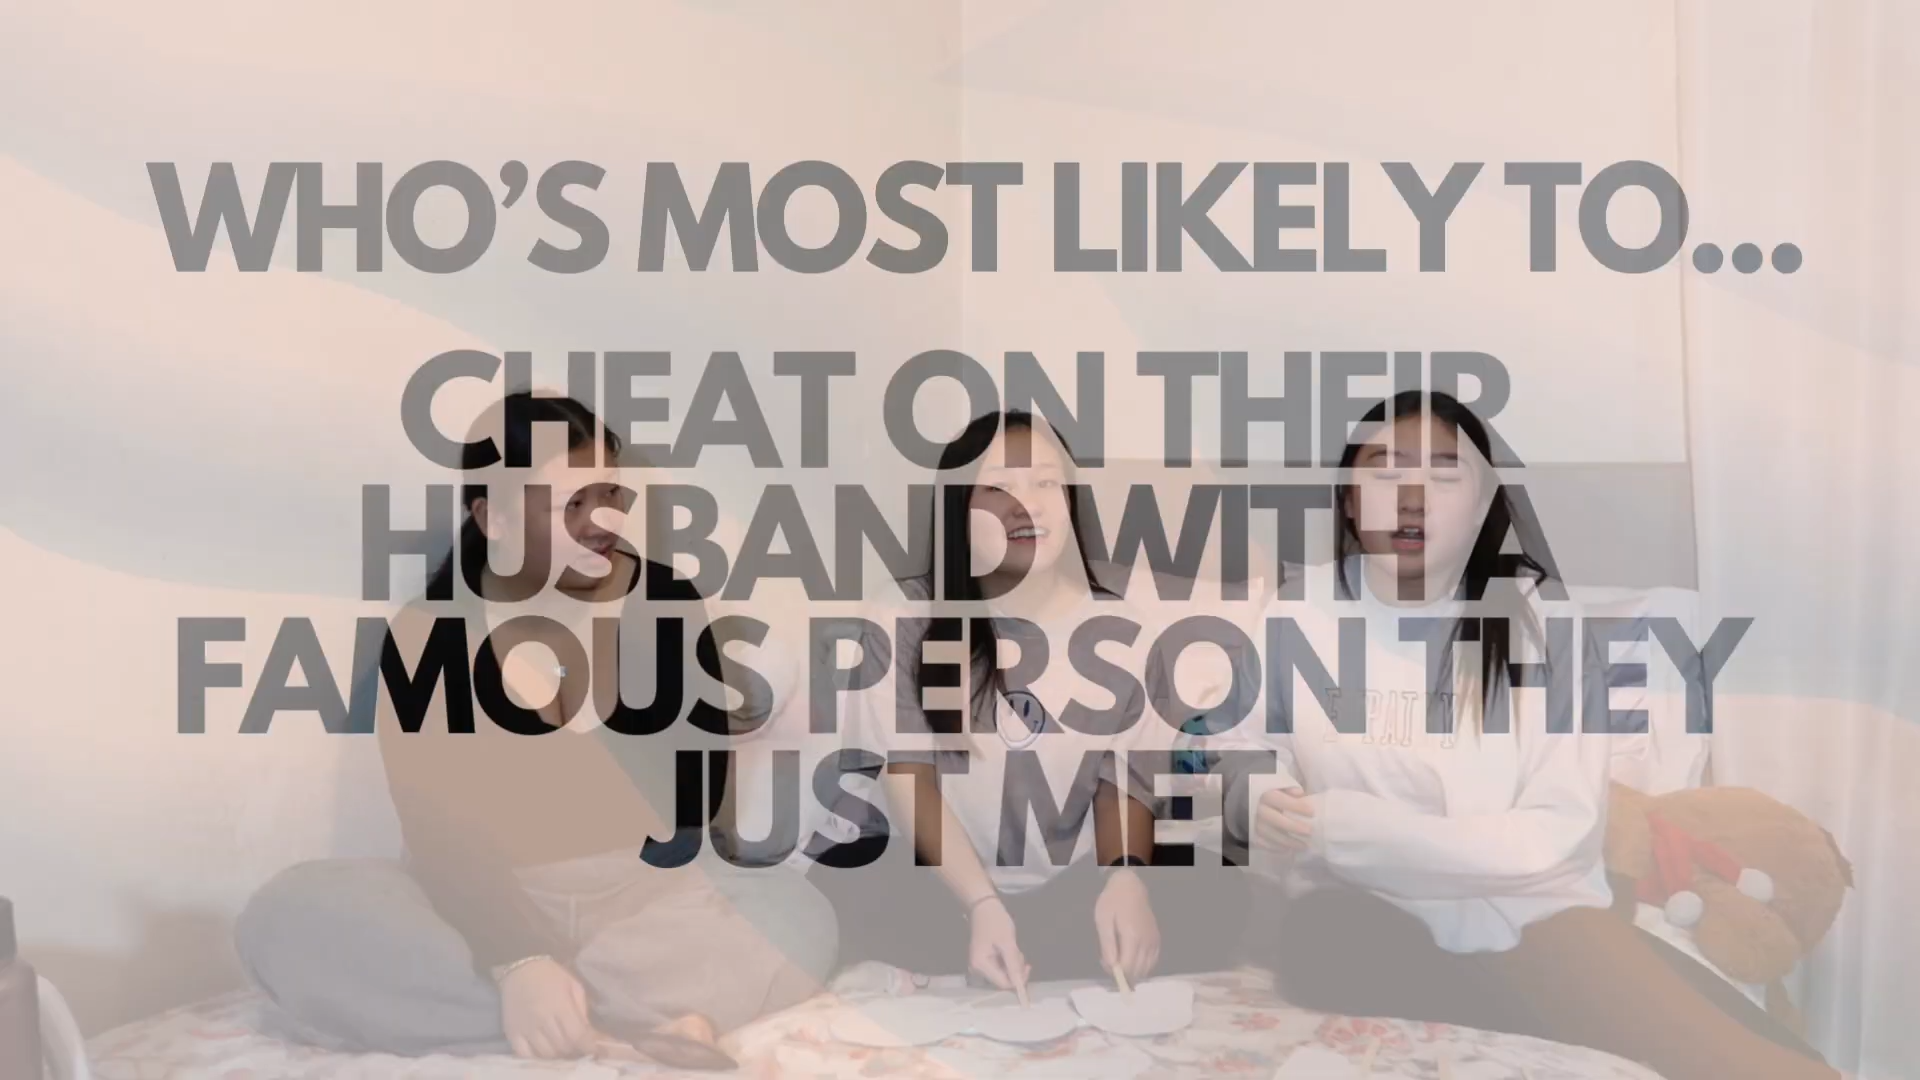 WHO'S MOST LIKELY TO...
CHEAT ON THEIR
HUSBAND WITH A
FAMOUS PERSON THEY
JUST MET